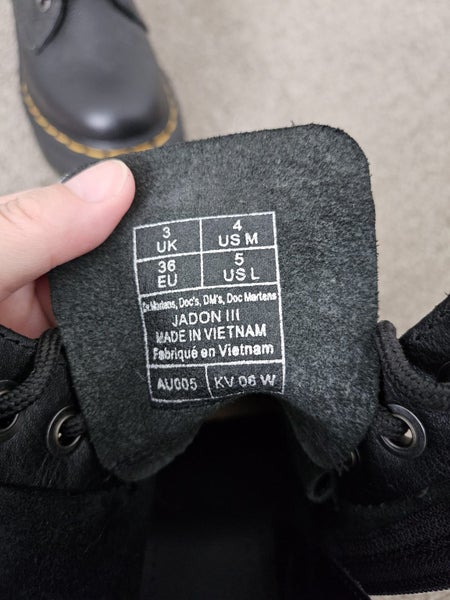 3 UK
4 US M
36 EU
5 US L
Dr Martens, Doc's, DM's, Doc Martens
JADON III
MADE IN VIETNAM
Fabriqué en Vietnam
AU005 KV 06 W